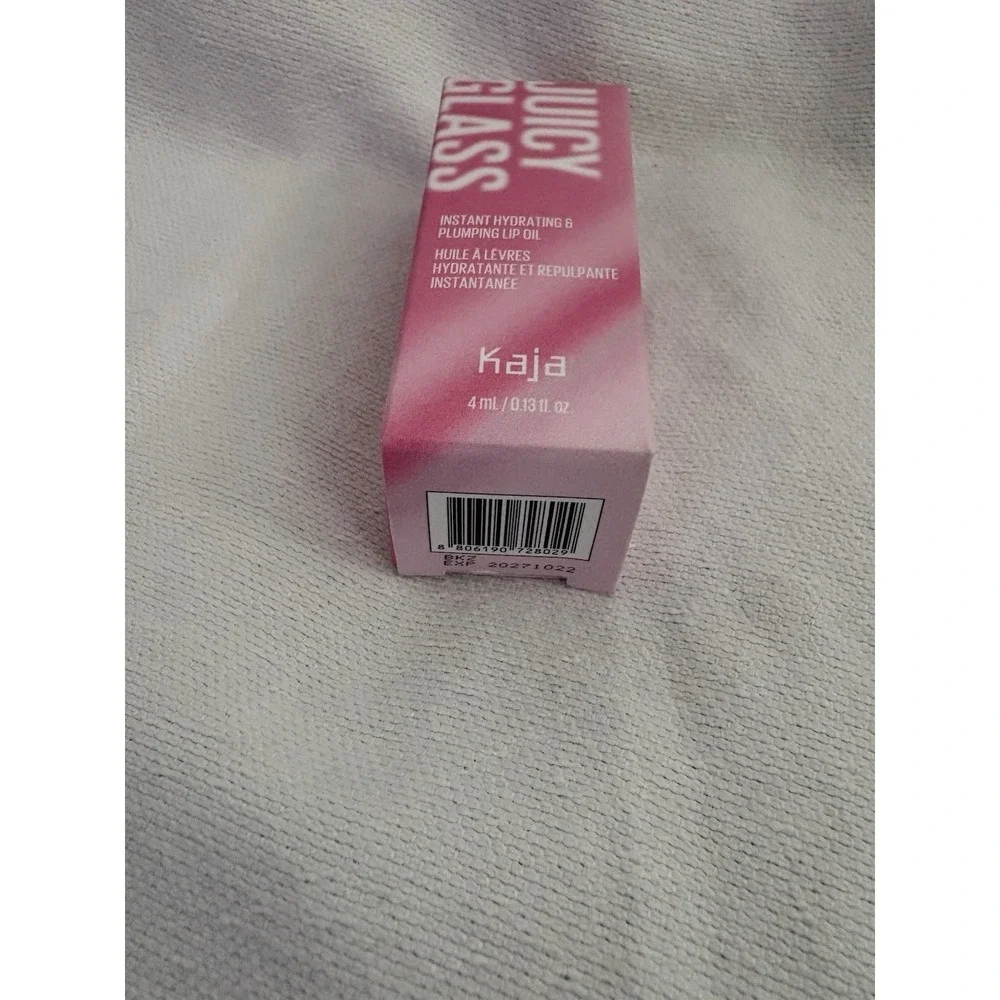 JUICY
GLASS
INSTANT HYDRATING &
PLUMPING LIP OIL
HUILE À LÈVRES
HYDRATANTE ET REPULPANTE
INSTANTANÉE
Kaja
4 mL / 0.13 fl. oz.
8 806190 728029
BKZ
EXP 20271022